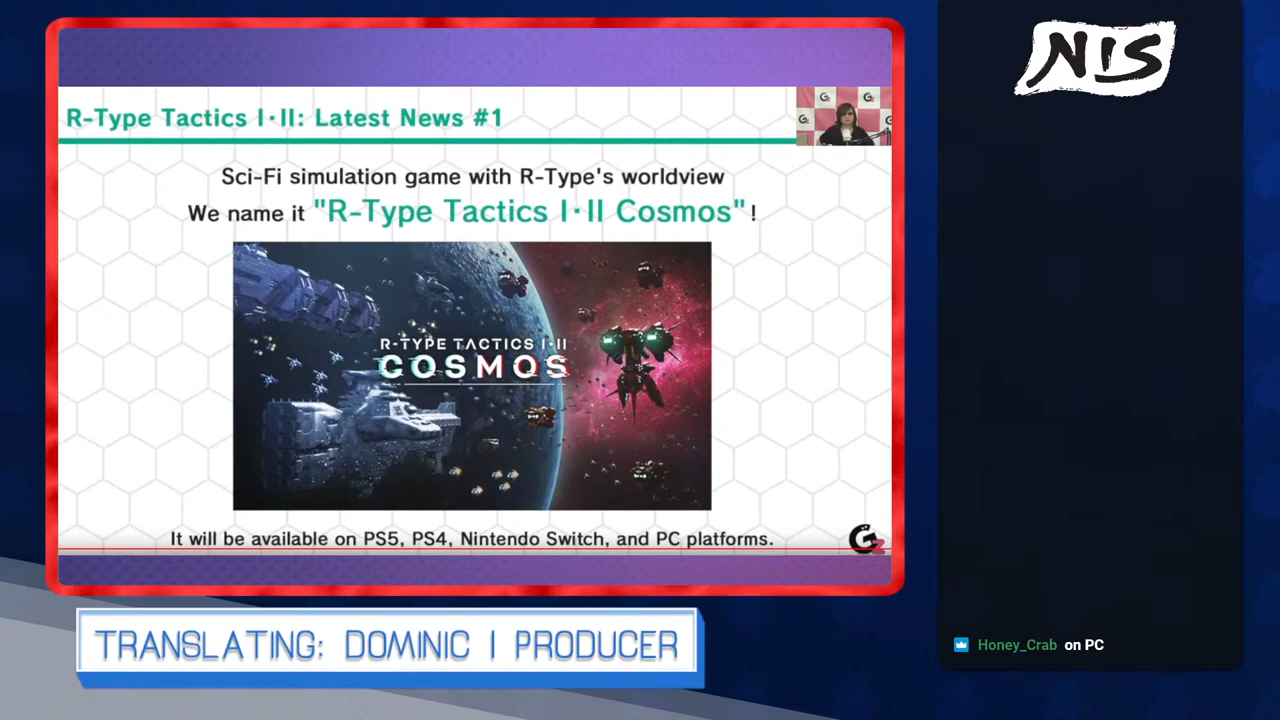 R-Type Tactics I・II: Latest News #1
Sci-Fi simulation game with R-Type's worldview
We name it "R-Type Tactics I・II Cosmos"!
R-TYPE TACTICS I・II
COSMOS
It will be available on PS5, PS4, Nintendo Switch, and PC platforms.
TRANSLATING: DOMINIC | PRODUCER
NIS
Honey_Crab on PC